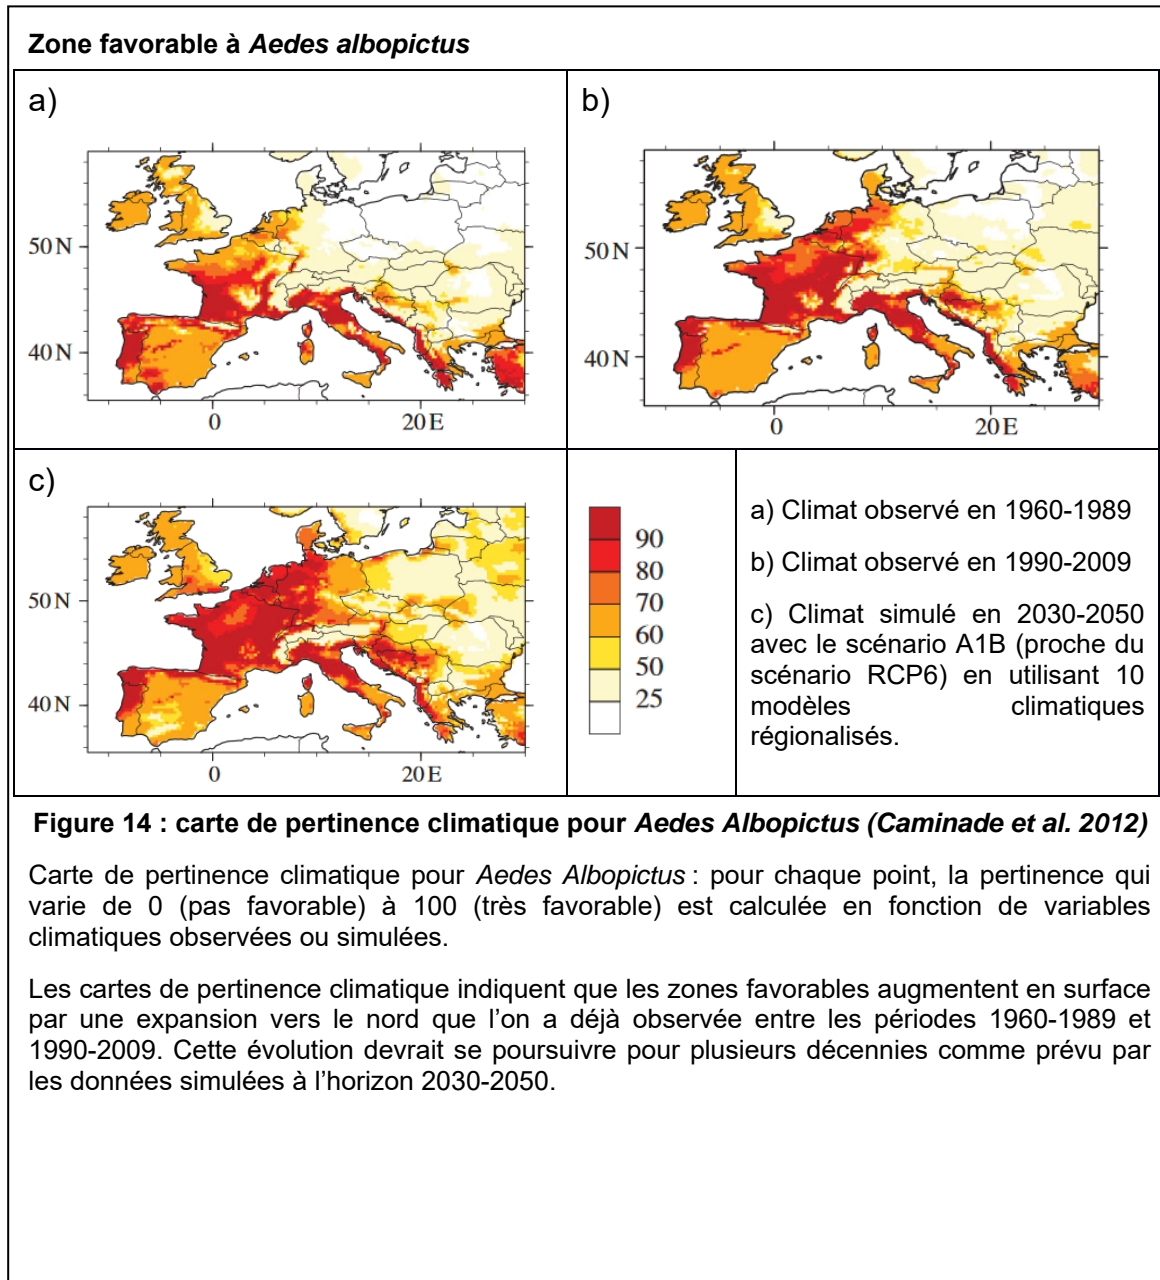 Zone favorable à Aedes albopictus
a)
b)
50 N
40 N
0
20 E
50 N
40 N
0
20 E
c)
50 N
40 N
0
20 E
90
80
70
60
50
25
a) Climat observé en 1960-1989
b) Climat observé en 1990-2009
c) Climat simulé en 2030-2050
avec le scénario A1B (proche du
scénario RCP6) en utilisant 10
modèles climatiques
régionalisés.
Figure 14 : carte de pertinence climatique pour Aedes Albopictus (Caminade et al. 2012)
Carte de pertinence climatique pour Aedes Albopictus : pour chaque point, la pertinence qui
varie de 0 (pas favorable) à 100 (très favorable) est calculée en fonction de variables
climatiques observées ou simulées.
Les cartes de pertinence climatique indiquent que les zones favorables augmentent en surface
par une expansion vers le nord que l’on a déjà observée entre les périodes 1960-1989 et
1990-2009. Cette évolution devrait se poursuivre pour plusieurs décennies comme prévu par
les données simulées à l’horizon 2030-2050.